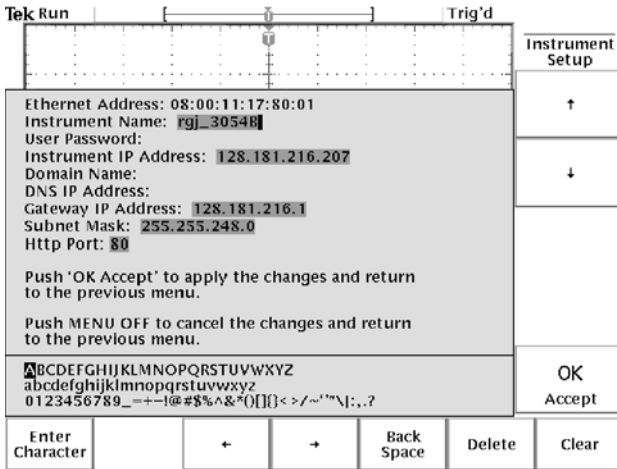 Tek Run
Trig'd
T
Instrument
Setup
↑
↓
Ethernet Address: 08:00:11:17:80:01
Instrument Name: rgj_3054B
User Password:
Instrument IP Address: 128.181.216.207
Domain Name:
DNS IP Address:
Gateway IP Address: 128.181.216.1
Subnet Mask: 255.255.248.0
Http Port: 80
Push 'OK Accept' to apply the changes and return
to the previous menu.
Push MENU OFF to cancel the changes and return
to the previous menu.
ABCDEFGHIJKLMNOPQRSTUVWXYZ
abcdefghijklmnopqrstuvwxyz
0123456789_=+-!@#$%^&*()[]{}<>/~'"\|:,.?
OK
Accept
Enter
Character
←
→
Back
Space
Delete
Clear